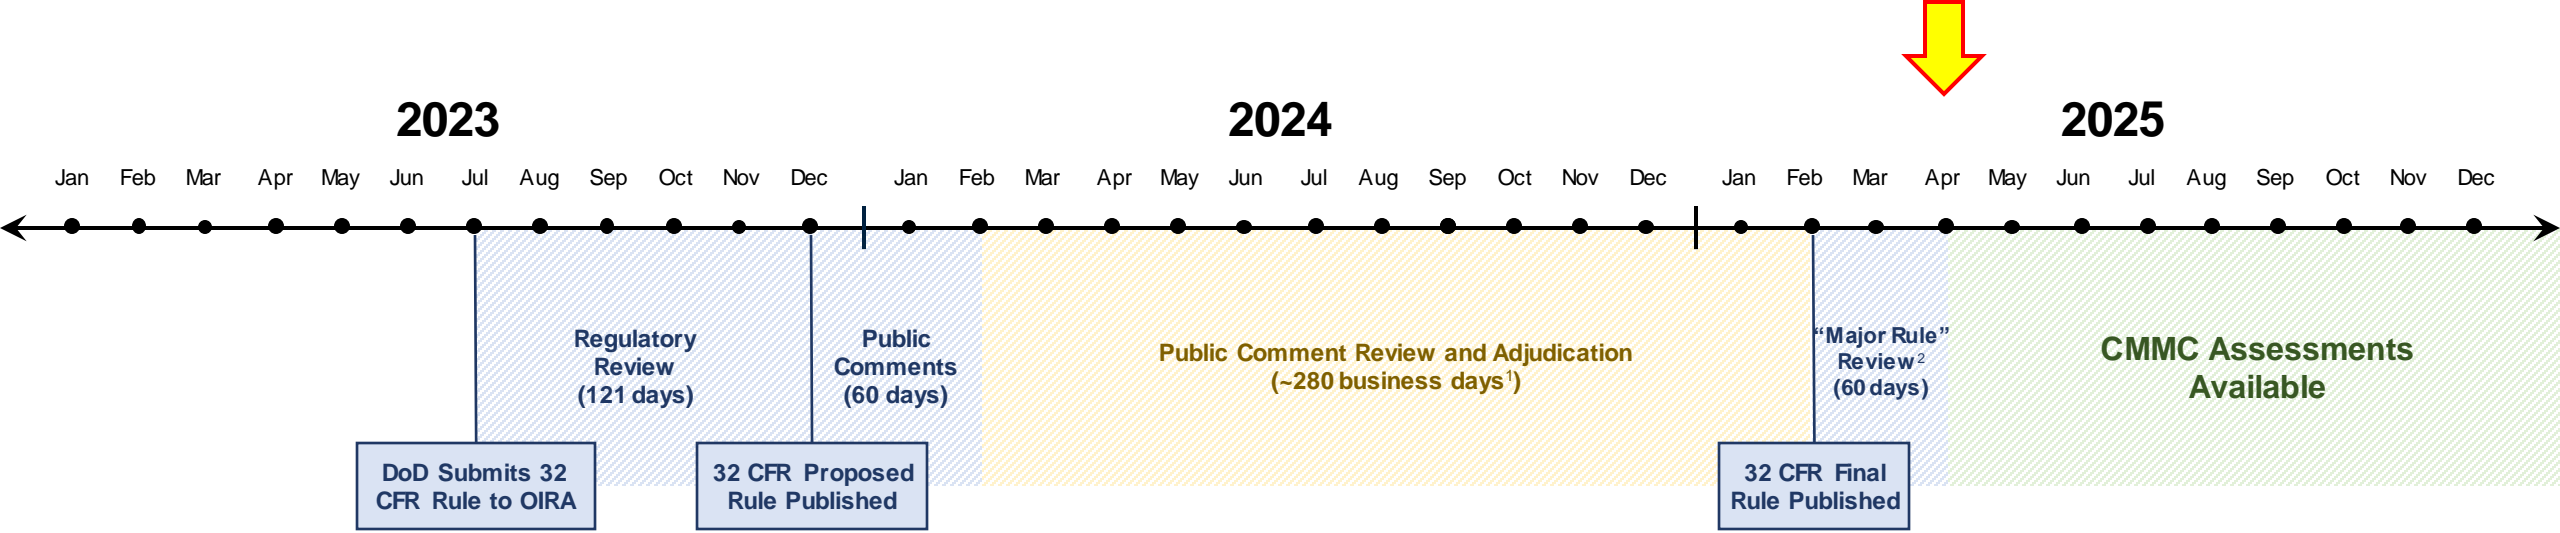 2023
2024
2025
Jan Feb Mar Apr May Jun Jul Aug Sep Oct Nov Dec Jan Feb Mar Apr May Jun Jul Aug Sep Oct Nov Dec Jan Feb Mar Apr May Jun Jul Aug Sep Oct Nov Dec
Regulatory
Review
(121 days)
Public
Comments
(60 days)
Public Comment Review and Adjudication
(~280 business days¹)
“Major Rule”
Review²
(60 days)
CMMC Assessments
Available
DoD Submits 32
CFR Rule to OIRA
32 CFR Proposed
Rule Published
32 CFR Final
Rule Published